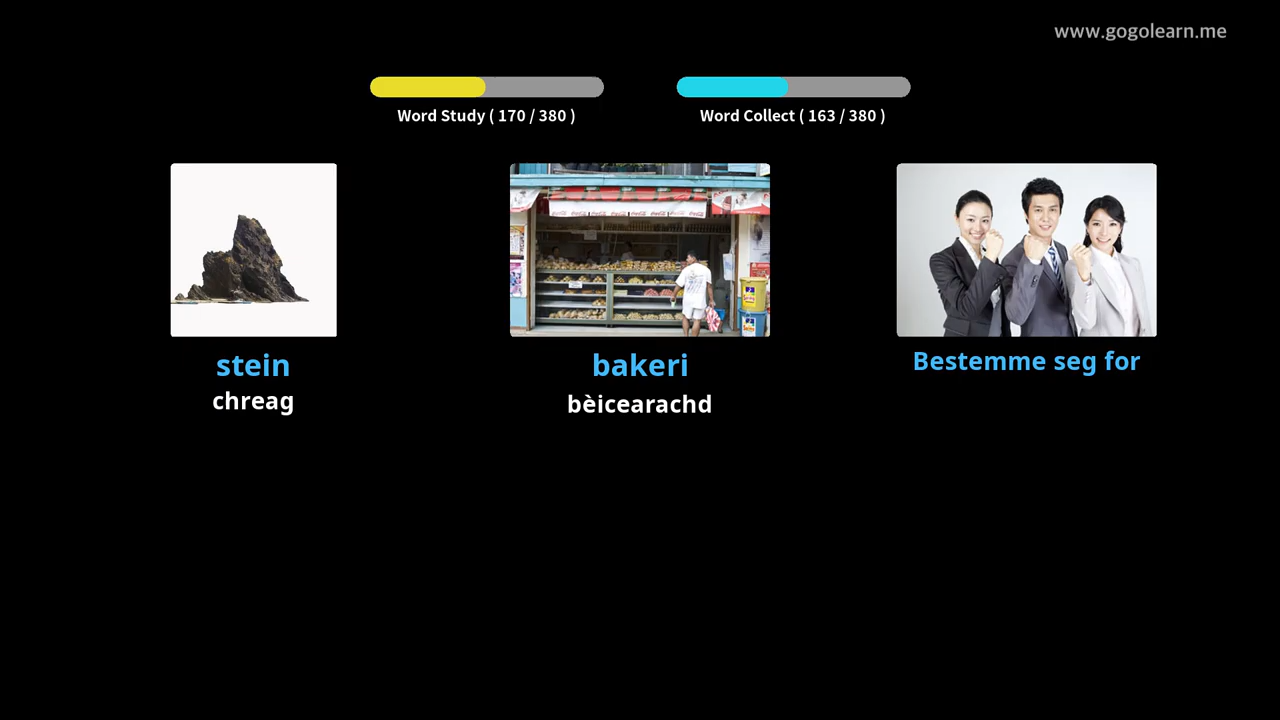 www.gogolearn.me
Word Study ( 170 / 380 )
Word Collect ( 163 / 380 )
stein
bakeri
Bestemme seg for
chreag
bèicearachd